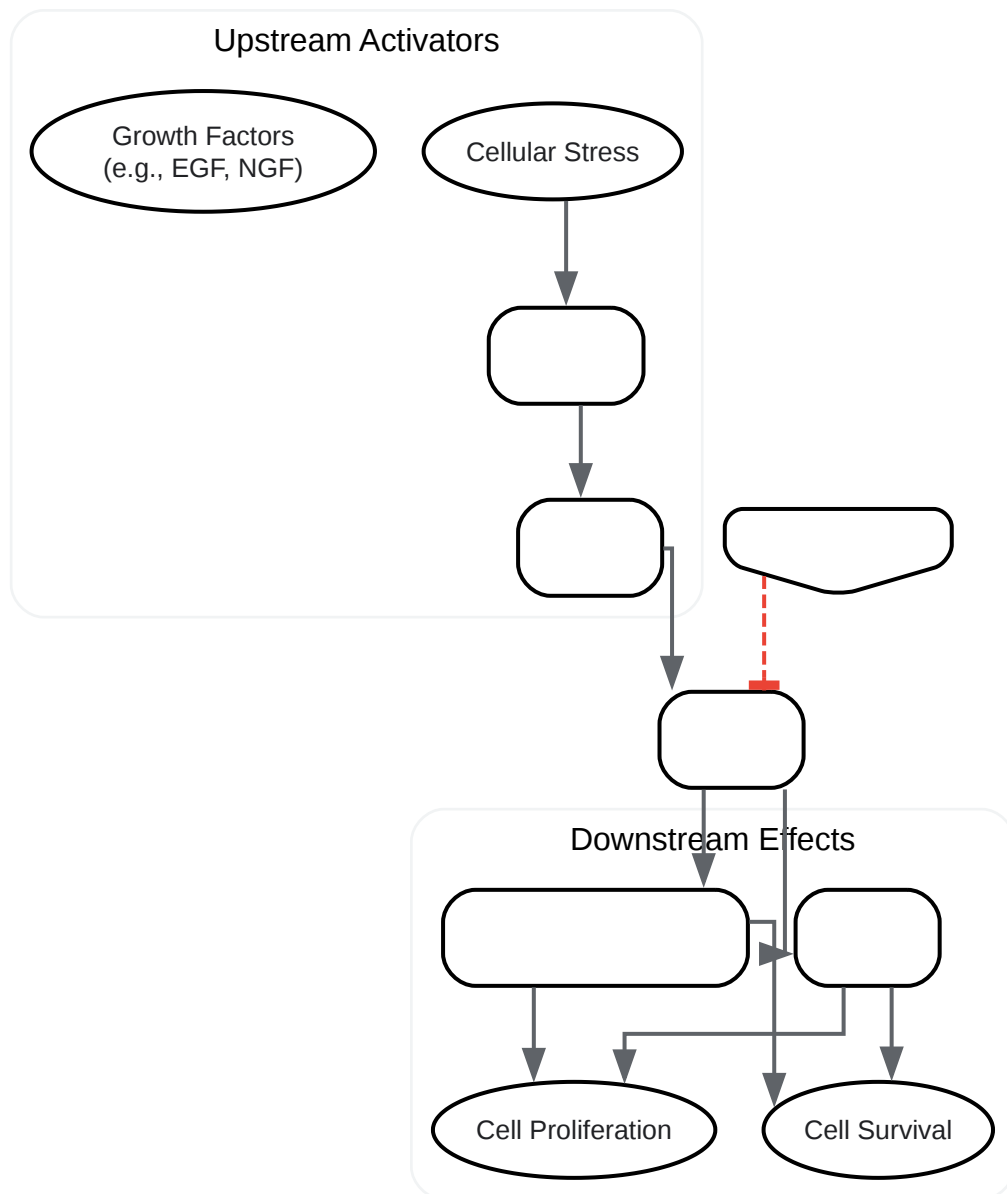 Upstream Activators
Growth Factors
(e.g., EGF, NGF)
Cellular Stress
Downstream Effects
Cell Proliferation
Cell Survival